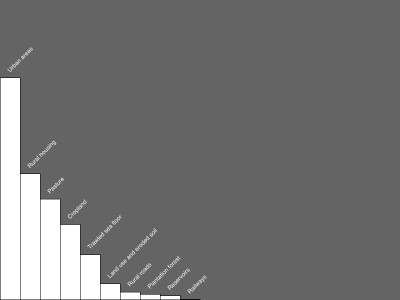 Urban areas
Rural housing
Pasture
Cropland
Trawled sea floor
Land use and eroded soil
Rural roads
Plantation forest
Reservoirs
Railways